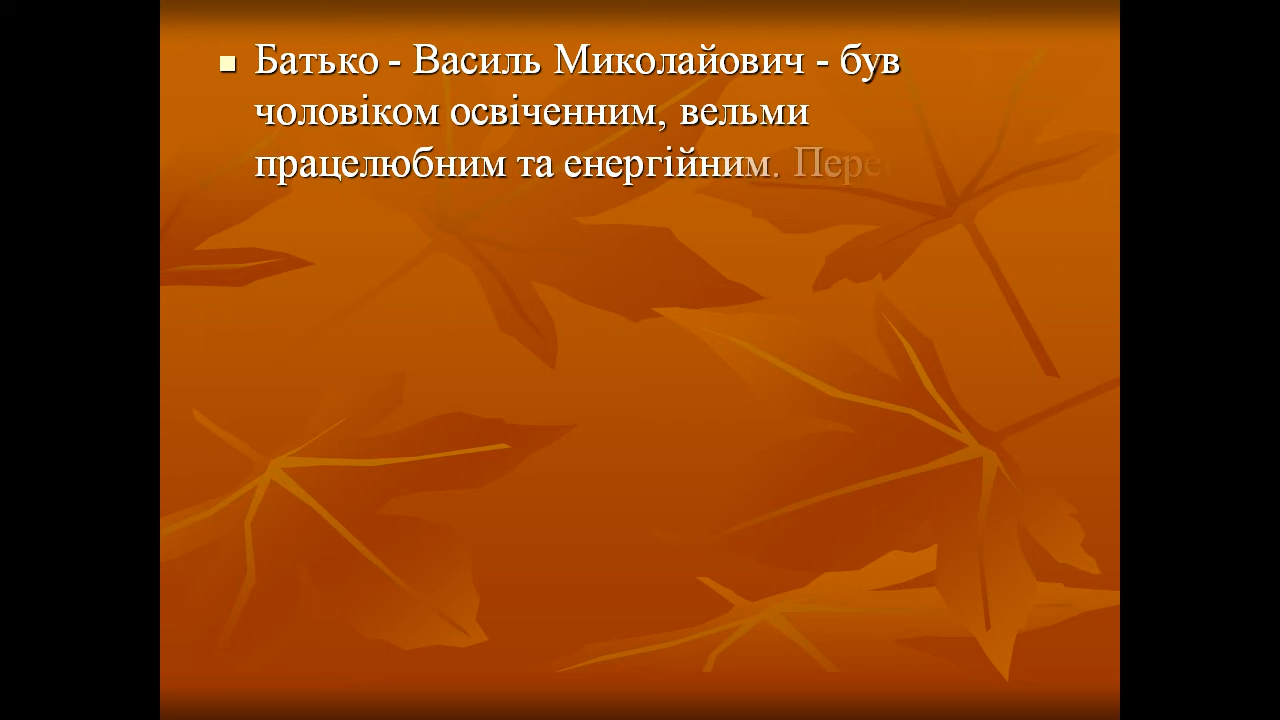 Батько - Василь Миколайович - був
чоловіком освіченним, вельми
працелюбним та енергійним.